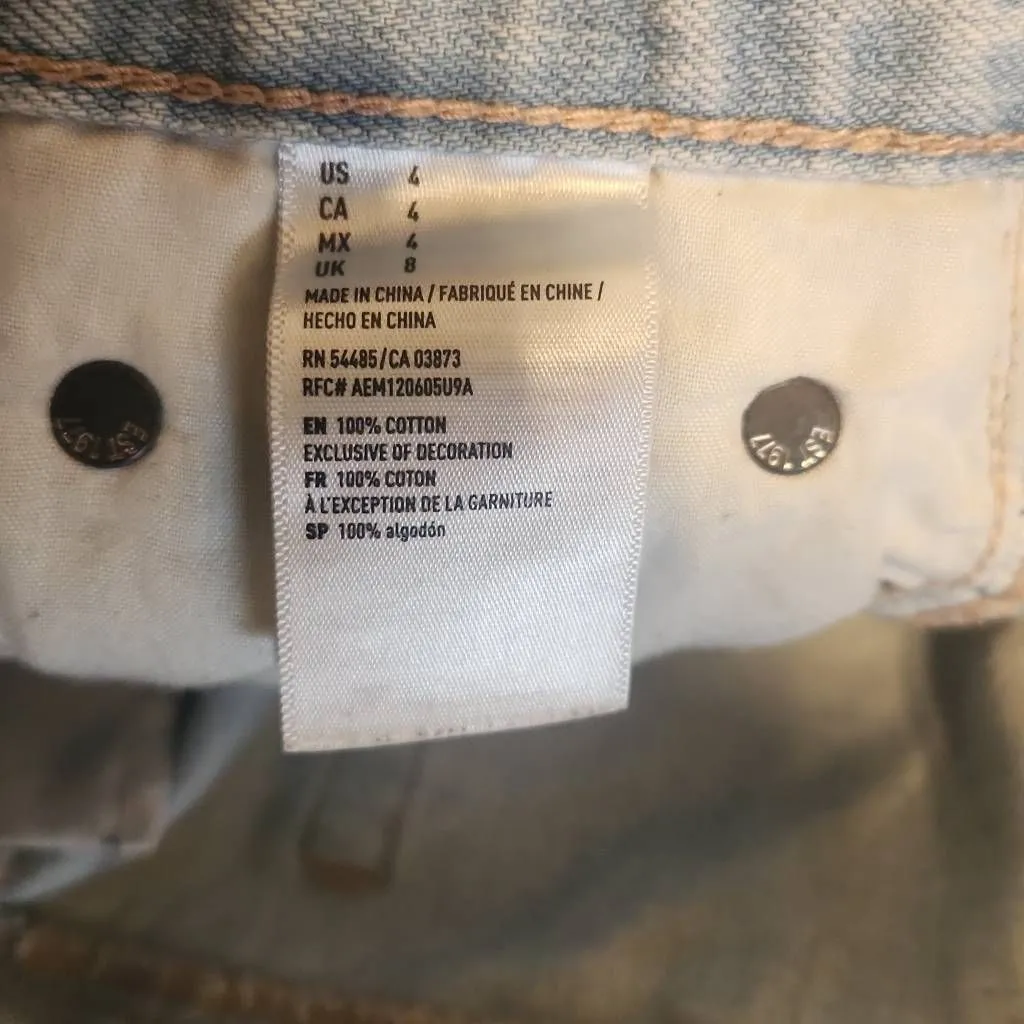 US 4
CA 4
MX 4
UK 8
MADE IN CHINA / FABRIQUÉ EN CHINE /
HECHO EN CHINA
RN 54485/CA 03873
RFC# AEM120605U9A
EN 100% COTTON
EXCLUSIVE OF DECORATION
FR 100% COTON
À L'EXCEPTION DE LA GARNITURE
SP 100% algodón
EST 1977
EST 1977